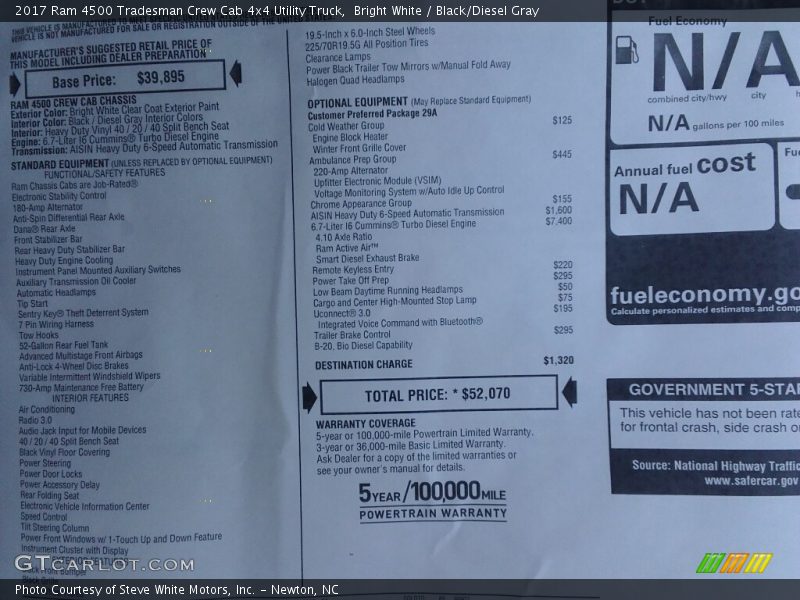 2017 Ram 4500 Tradesman Crew Cab 4x4 Utility Truck, Bright White / Black/Diesel Gray
VEHICLE IS NOT MANUFACTURED FOR SALE OR REGISTRATION OUTSIDE OF THE UNITED
MANUFACTURER'S SUGGESTED RETAIL PRICE OF
THIS MODEL INCLUDING DEALER PREPARATION
Base Price: $39,895
RAM 4500 CREW CAB CHASSIS
Exterior Color: Bright White Clear Coat Exterior Paint
Interior Color: Black / Diesel Gray Interior Colors
Interior: Heavy Duty Vinyl 40 / 20 / 40 Split Bench Seat
Engine: 6.7-Liter I6 Cummins® Turbo Diesel Engine
Transmission: AISIN Heavy Duty 6-Speed Automatic Transmission
STANDARD EQUIPMENT (UNLESS REPLACED BY OPTIONAL EQUIPMENT)
FUNCTIONAL/SAFETY FEATURES
Ram Chassis Cabs are Job-Rated®
Electronic Stability Control
180-Amp Alternator
Anti-Spin Differential Rear Axle
Dana® Rear Axle
Front Stabilizer Bar
Rear Heavy Duty Stabilizer Bar
Heavy Duty Engine Cooling
Instrument Panel Mounted Auxiliary Switches
Auxiliary Transmission Oil Cooler
Automatic Headlamps
Tip Start
Sentry Key® Theft Deterrent System
7 Pin Wiring Harness
Tow Hooks
52-Gallon Rear Fuel Tank
Advanced Multistage Front Airbags
Anti-Lock 4-Wheel Disc Brakes
Variable Intermittent Windshield Wipers
730-Amp Maintenance Free Battery
INTERIOR FEATURES
Air Conditioning
Radio 3.0
Audio Jack Input for Mobile Devices
40 / 20 / 40 Split Bench Seat
Black Vinyl Floor Covering
Power Steering
Power Door Locks
Power Accessory Delay
Rear Folding Seat
Electronic Vehicle Information Center
Speed Control
Tilt Steering Column
Power Front Windows w/ 1-Touch Up and Down Feature
Instrument Cluster with Display
19.5-Inch x 6.0-Inch Steel Wheels
225/70R19.5G All Position Tires
Clearance Lamps
Power Black Trailer Tow Mirrors w/Manual Fold Away
Halogen Quad Headlamps
OPTIONAL EQUIPMENT (May Replace Standard Equipment)
Customer Preferred Package 29A
Cold Weather Group $125
Engine Block Heater
Winter Front Grille Cover
Ambulance Prep Group $445
220-Amp Alternator
Upfitter Electronic Module (VSIM)
Voltage Monitoring System w/Auto Idle Up Control
Chrome Appearance Group $155
AISIN Heavy Duty 6-Speed Automatic Transmission $1,600
6.7-Liter I6 Cummins® Turbo Diesel Engine $7,400
4.10 Axle Ratio
Ram Active Air™
Smart Diesel Exhaust Brake
Remote Keyless Entry $220
Power Take Off Prep $295
Low Beam Daytime Running Headlamps $50
Cargo and Center High-Mounted Stop Lamp $75
Uconnect® 3.0 $195
Integrated Voice Command with Bluetooth®
Trailer Brake Control $295
B-20, Bio Diesel Capability
DESTINATION CHARGE $1,320
TOTAL PRICE: * $52,070
WARRANTY COVERAGE
5-year or 100,000-mile Powertrain Limited Warranty.
3-year or 36,000-mile Basic Limited Warranty.
Ask Dealer for a copy of the limited warranties or
see your owner's manual for details.
5 YEAR / 100,000 MILE
POWERTRAIN WARRANTY
Fuel Economy
N/A
combined city/hwy city
N/A gallons per 100 miles
Annual fuel cost
N/A
fueleconomy.go
Calculate personalized estimates and comp
GOVERNMENT 5-STA
This vehicle has not been rate
for frontal crash, side crash o
Source: National Highway Traffic
www.safercar.gov
GTCARLOT.COM
Photo Courtesy of Steve White Motors, Inc. – Newton, NC